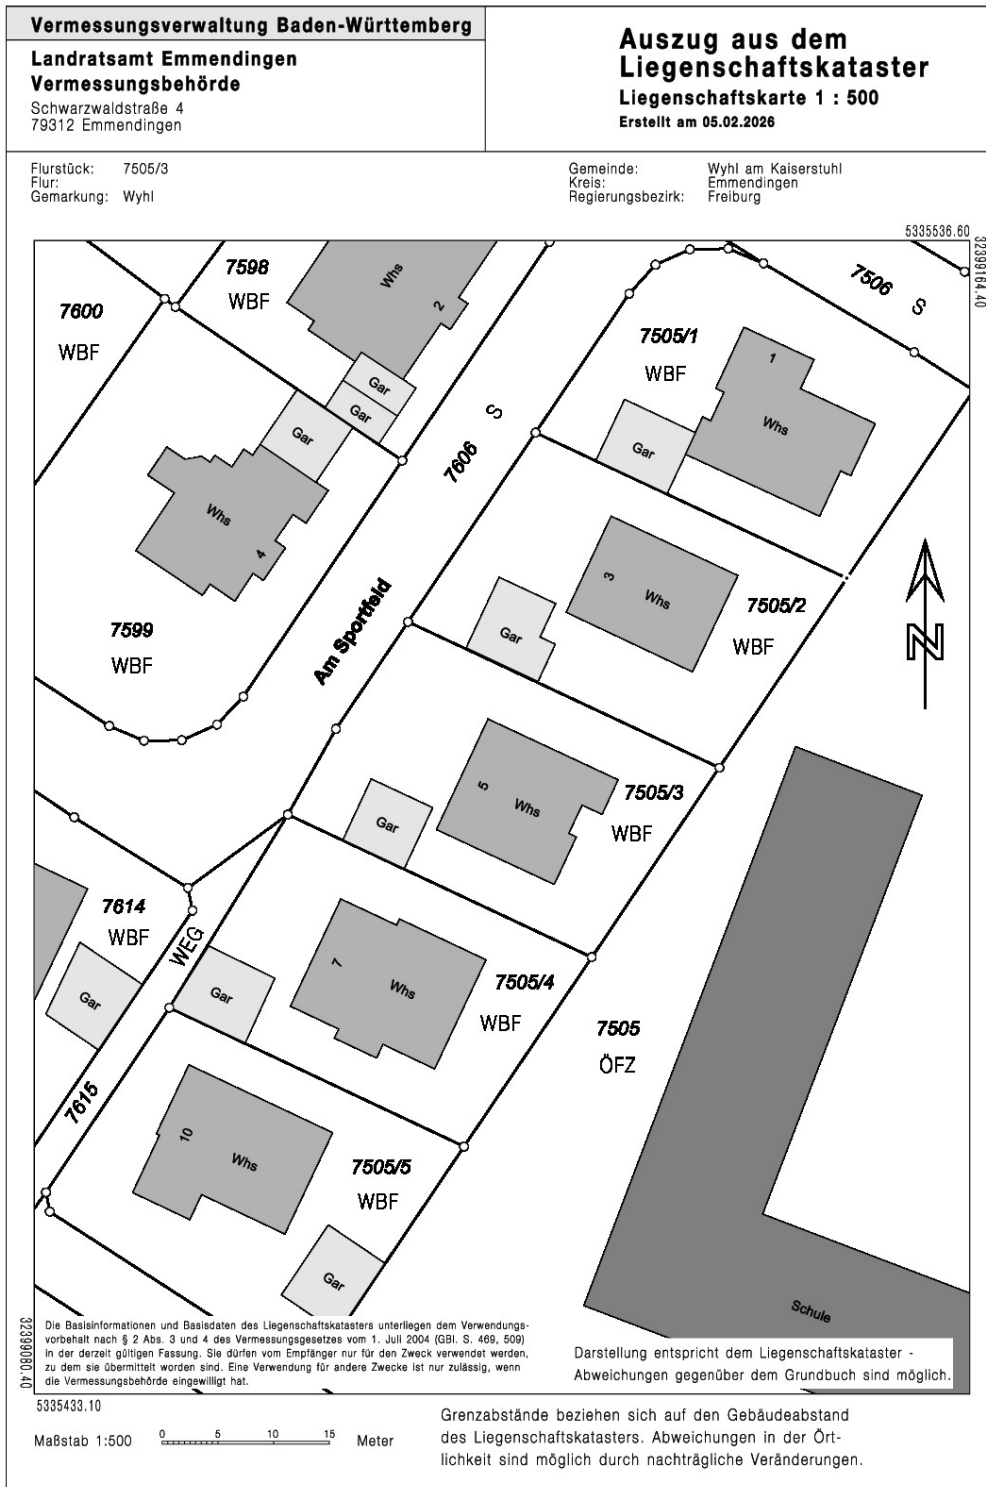 Vermessungsverwaltung Baden-Württemberg
Landratsamt Emmendingen
Vermessungsbehörde
Schwarzwaldstraße 4
79312 Emmendingen
Auszug aus dem
Liegenschaftskataster
Liegenschaftskarte 1 : 500
Erstellt am 05.02.2026
Flurstück: 7505/3
Flur:
Gemarkung: Wyhl
Gemeinde: Wyhl am Kaiserstuhl
Kreis: Emmendingen
Regierungsbezirk: Freiburg
5335536.60
32399164.40
7598
WBF
Whs
2
7506 S
7600
WBF
7505/1
WBF
1
Whs
Gar
Gar
Gar
Gar
S
7606
Whs
4
3
Whs
7505/2
WBF
Gar
7599
WBF
Am Sportfeld
N
5
Whs
7505/3
WBF
Gar
7614
WBF
WEG
7
Whs
7505/4
WBF
Gar
Gar
7505
ÖFZ
7615
10
Whs
7505/5
WBF
Gar
Schule
32399080.40
Die Basisinformationen und Basisdaten des Liegenschaftskatasters unterliegen dem Verwendungs-
vorbehalt nach § 2 Abs. 3 und 4 des Vermessungsgesetzes vom 1. Juli 2004 (GBl. S. 469, 509)
in der derzeit gültigen Fassung. Sie dürfen vom Empfänger nur für den Zweck verwendet werden,
zu dem sie übermittelt worden sind. Eine Verwendung für andere Zwecke ist nur zulässig, wenn
die Vermessungsbehörde eingewilligt hat.
Darstellung entspricht dem Liegenschaftskataster -
Abweichungen gegenüber dem Grundbuch sind möglich.
5335433.10
Maßstab 1:500 0 5 10 15 Meter
Grenzabstände beziehen sich auf den Gebäudeabstand
des Liegenschaftskatasters. Abweichungen in der Ört-
lichkeit sind möglich durch nachträgliche Veränderungen.